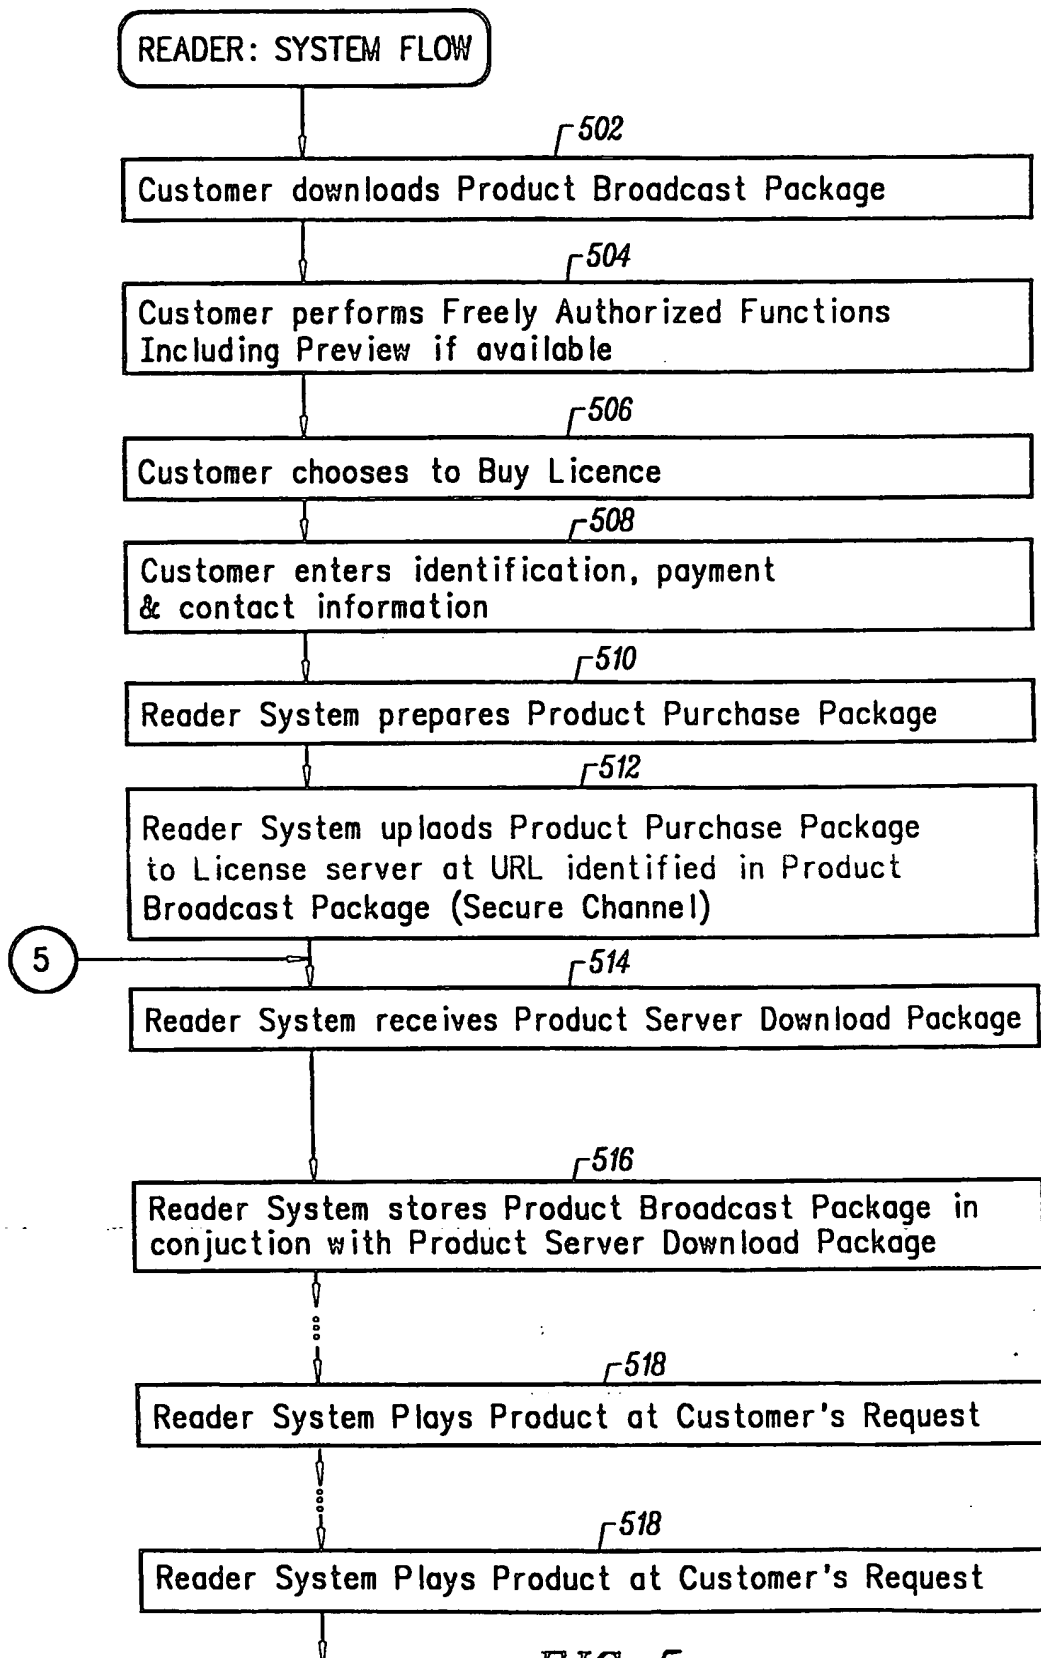 READER: SYSTEM FLOW
502
Customer downloads Product Broadcast Package
504
Customer performs Freely Authorized Functions
Including Preview if available
506
Customer chooses to Buy Licence
508
Customer enters identification, payment
& contact information
510
Reader System prepares Product Purchase Package
512
Reader System uplaods Product Purchase Package
to License server at URL identified in Product
Broadcast Package (Secure Channel)
5
514
Reader System receives Product Server Download Package
516
Reader System stores Product Broadcast Package in
conjuction with Product Server Download Package
518
Reader System Plays Product at Customer's Request
518
Reader System Plays Product at Customer's Request
FIG. 5